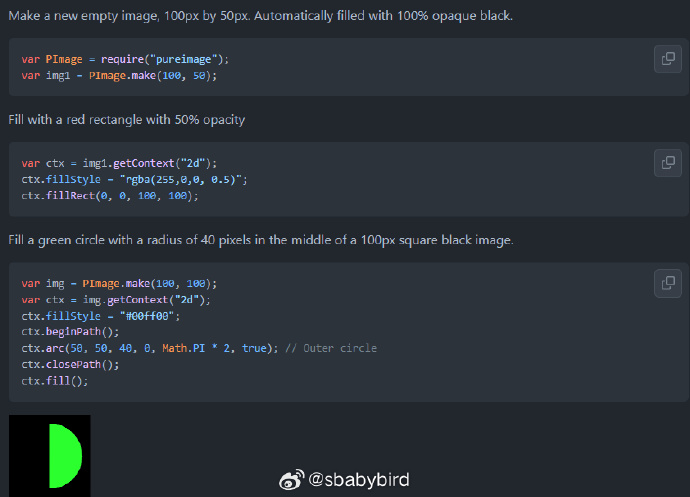 Make a new empty image, 100px by 50px. Automatically filled with 100% opaque black.
var PImage = require("pureimage");
var img1 = PImage.make(100, 50);
Fill with a red rectangle with 50% opacity
var ctx = img1.getContext("2d");
ctx.fillStyle = "rgba(255,0,0, 0.5)";
ctx.fillRect(0, 0, 100, 100);
Fill a green circle with a radius of 40 pixels in the middle of a 100px square black image.
var img = PImage.make(100, 100);
var ctx = img.getContext("2d");
ctx.fillStyle = "#00ff00";
ctx.beginPath();
ctx.arc(50, 50, 40, 0, Math.PI * 2, true); // Outer circle
ctx.closePath();
ctx.fill();
@sbabybird